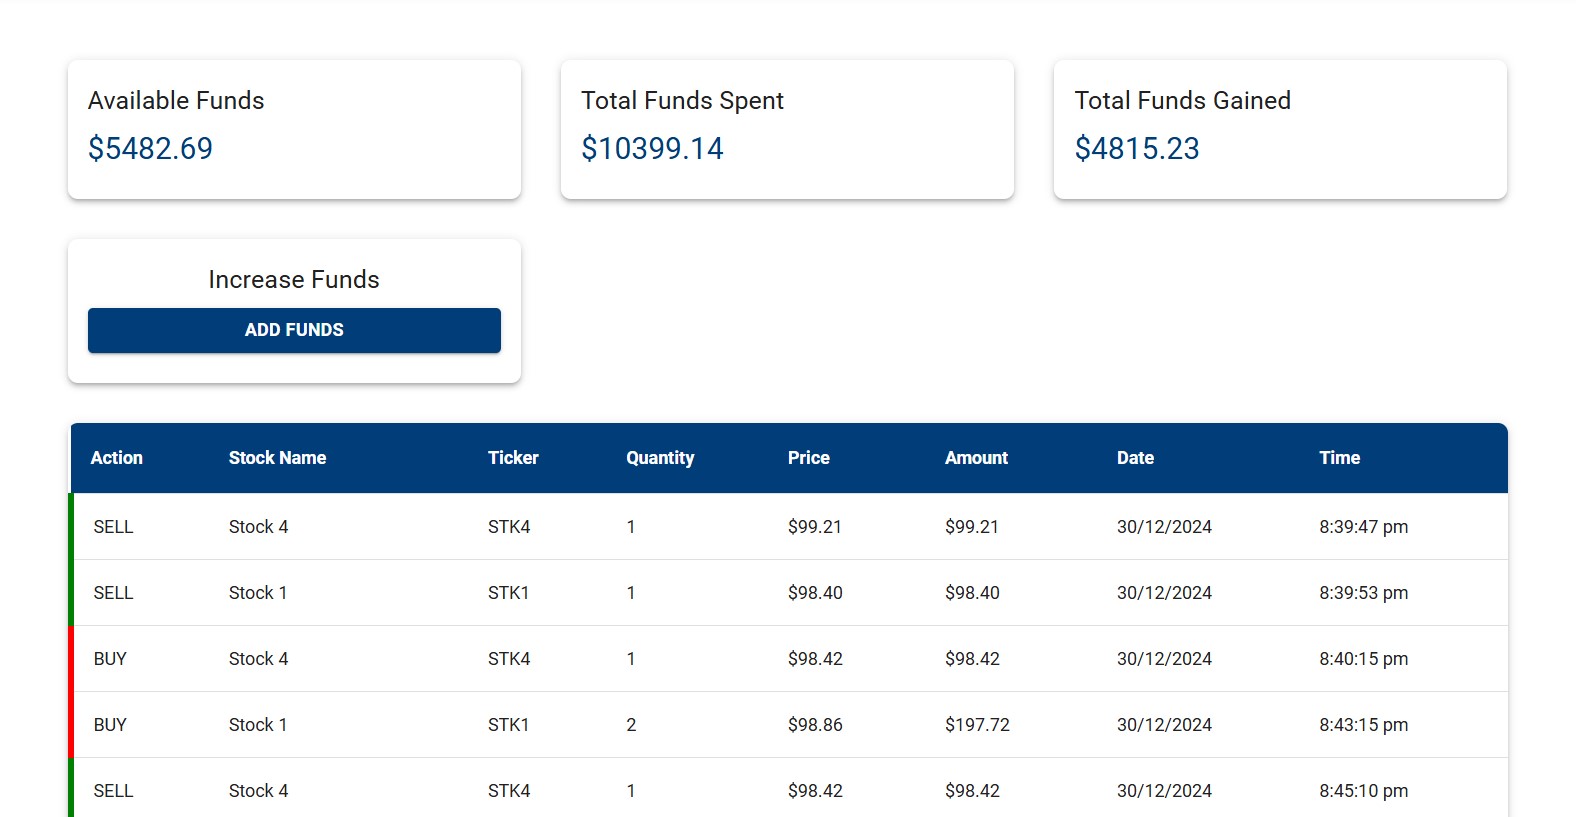 Available Funds Total Funds Spent Total Funds Gained
$5482.69 $10399.14 $4815.23
Increase Funds
ADD FUNDS
Action Stock Name Ticker Quantity Price Amount Date Time
SELL Stock 4 STK4 1 $99.21 $99.21 30/12/2024 8:39:47 pm
SELL Stock 1 STK1 1 $98.40 $98.40 30/12/2024 8:39:53 pm
BUY Stock 4 STK4 1 $98.42 $98.42 30/12/2024 8:40:15 pm
BUY Stock 1 STK1 2 $98.86 $197.72 30/12/2024 8:43:15 pm
SELL Stock 4 STK4 1 $98.42 $98.42 30/12/2024 8:45:10 pm